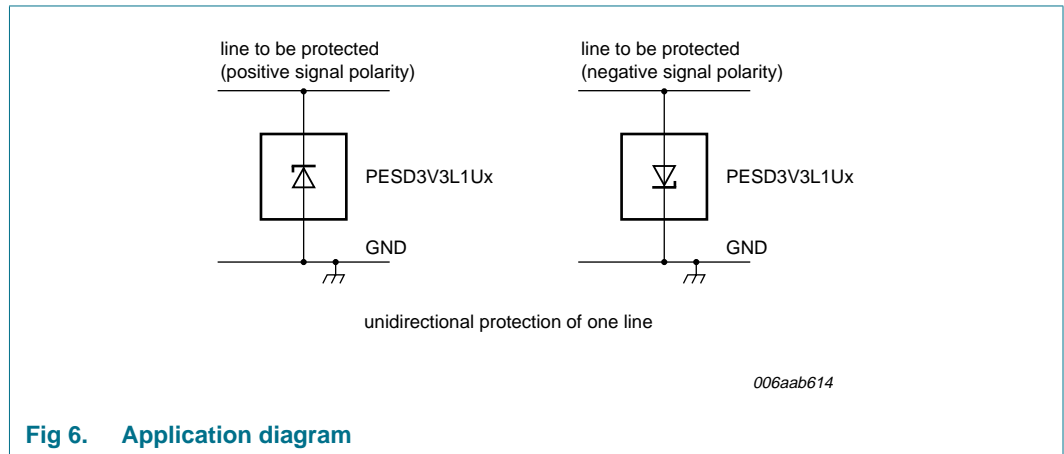 line to be protected
(positive signal polarity)
PESD3V3L1Ux
GND
line to be protected
(negative signal polarity)
PESD3V3L1Ux
GND
unidirectional protection of one line
006aab614
Fig 6. Application diagram